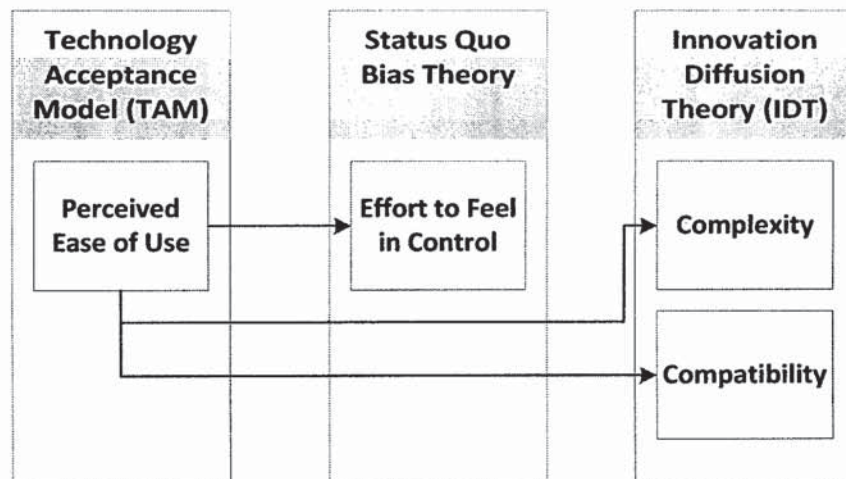 Technology
Acceptance
Model (TAM)
Status Quo
Bias Theory
Innovation
Diffusion
Theory (IDT)
Perceived
Ease of Use
Effort to Feel
in Control
Complexity
Compatibility